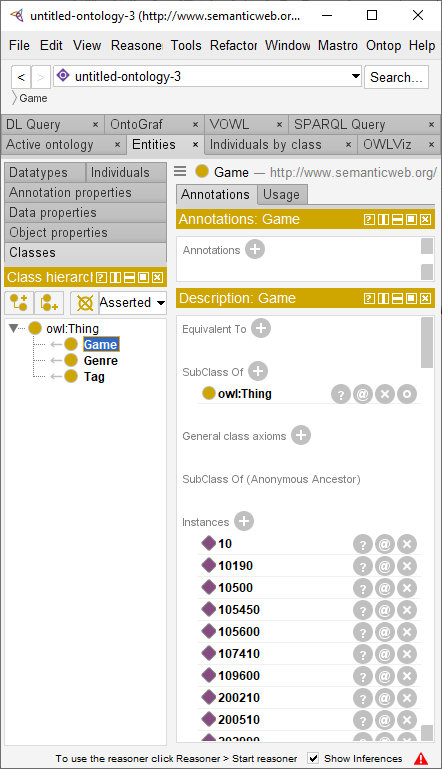 untitled-ontology-3 (http://www.semanticweb.or...
File Edit View Reasoner Tools Refactor Window Mastro Ontop Help
< > untitled-ontology-3 Search...
Game
DL Query × OntoGraf × VOWL × SPARQL Query ×
Active ontology × Entities × Individuals by class × OWLViz ×
Datatypes Individuals
Annotation properties
Data properties
Object properties
Classes
Class hierarc
Asserted
owl:Thing
Game
Genre
Tag
Game — http://www.semanticweb.org/
Annotations Usage
Annotations: Game
Annotations
Description: Game
Equivalent To
SubClass Of
owl:Thing
General class axioms
SubClass Of (Anonymous Ancestor)
Instances
10
10190
10500
105450
105600
107410
109600
200210
200510
To use the reasoner click Reasoner > Start reasoner Show Inferences